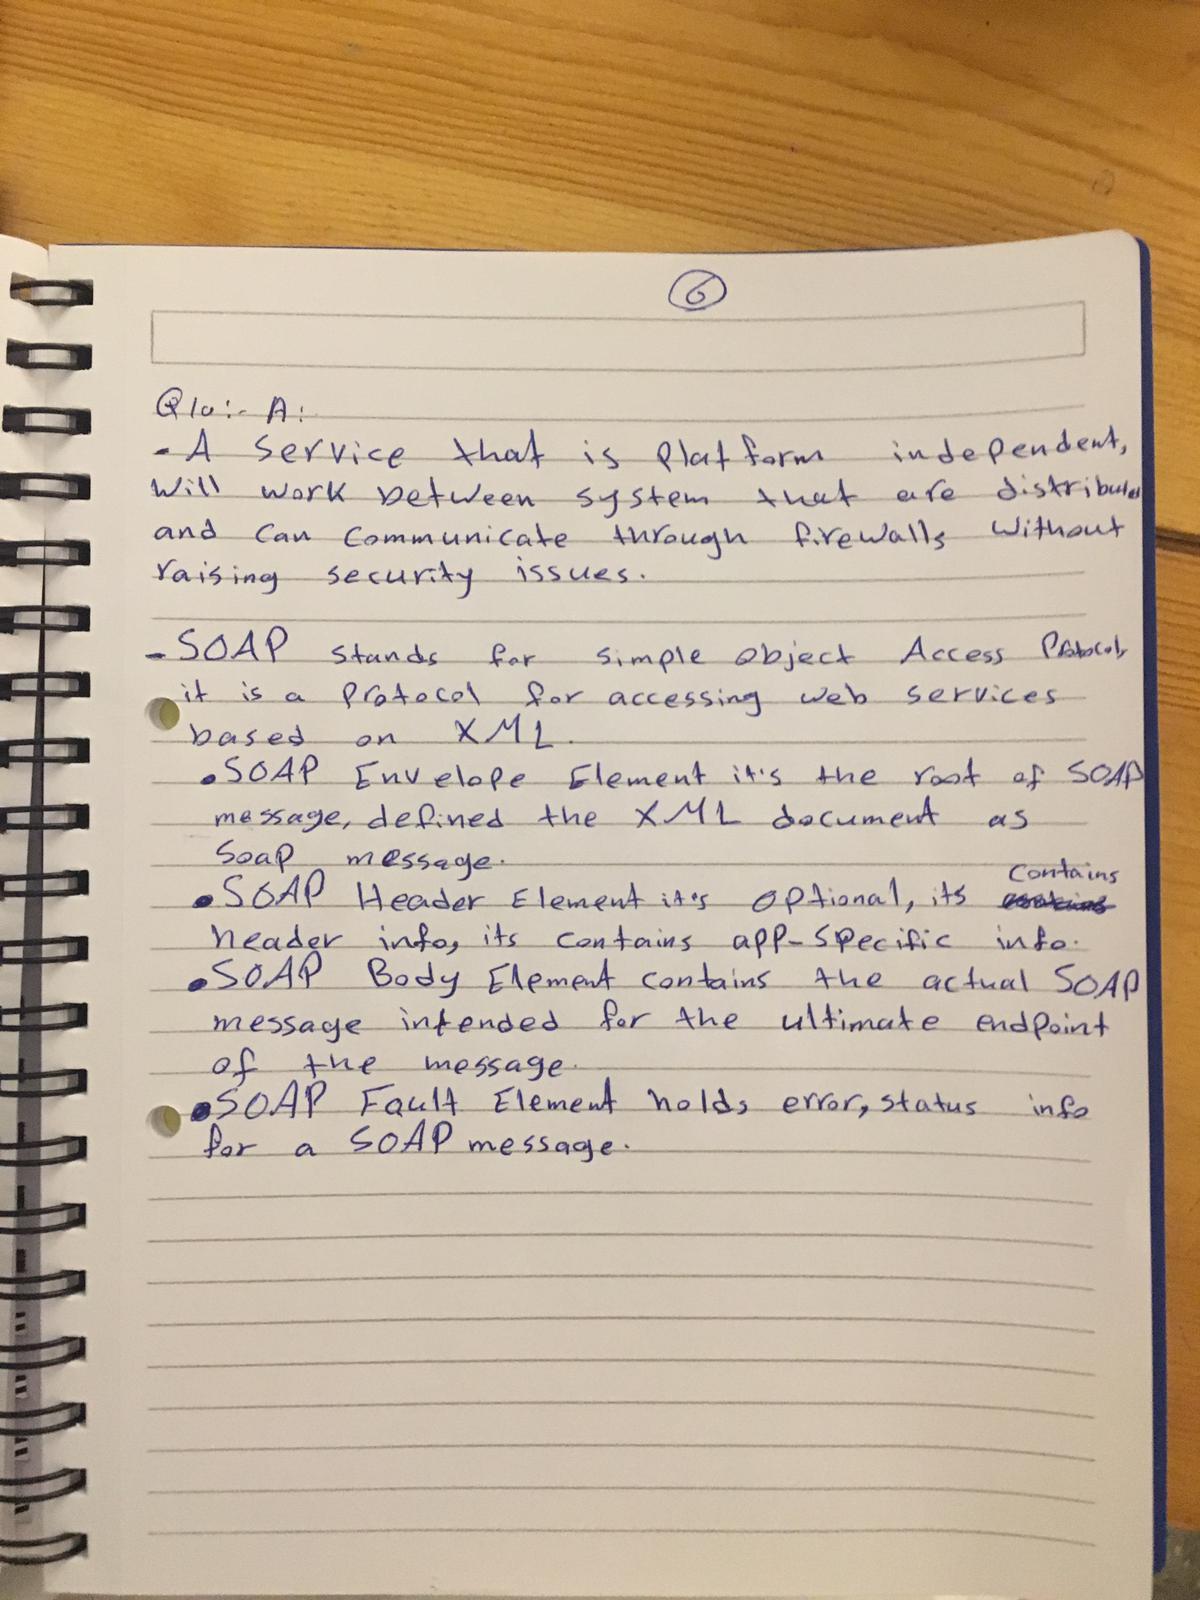 6
Q10:- A:
- A service that is Platform independent,
will work between system that are distributed
and can communicate through firewalls without
raising security issues.
- SOAP stands for simple object Access Protocol,
it is a Protocol for accessing web services
based on XML.
• SOAP Envelope Element it's the root of SOAP
message, defined the XML document as
Soap message.
contains
• SOAP Header Element it's optional, its
header info, its contains app-specific info.
• SOAP Body Element contains the actual SOAP
message intended for the ultimate endpoint
of the message.
• SOAP Fault Element holds error, status info
for a SOAP message.